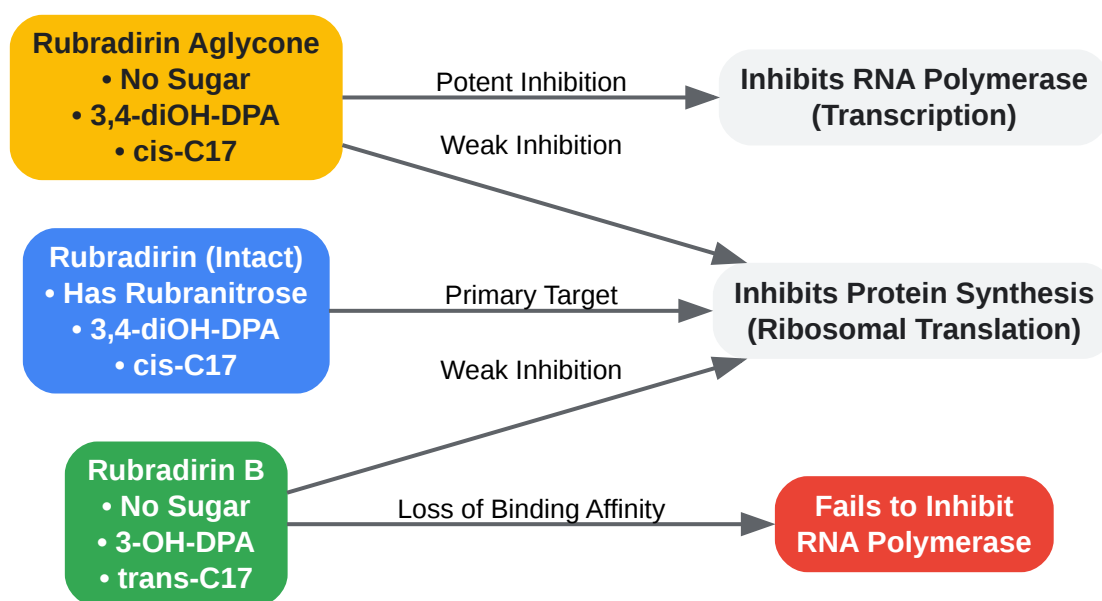 Rubradirin Aglycone
• No Sugar
• 3,4-diOH-DPA
• cis-C17
Potent Inhibition
Inhibits RNA Polymerase
(Transcription)
Weak Inhibition
Rubradirin (Intact)
• Has Rubranitrose
• 3,4-diOH-DPA
• cis-C17
Primary Target
Inhibits Protein Synthesis
(Ribosomal Translation)
Weak Inhibition
Rubradirin B
• No Sugar
• 3-OH-DPA
• trans-C17
Loss of Binding Affinity
Fails to Inhibit
RNA Polymerase